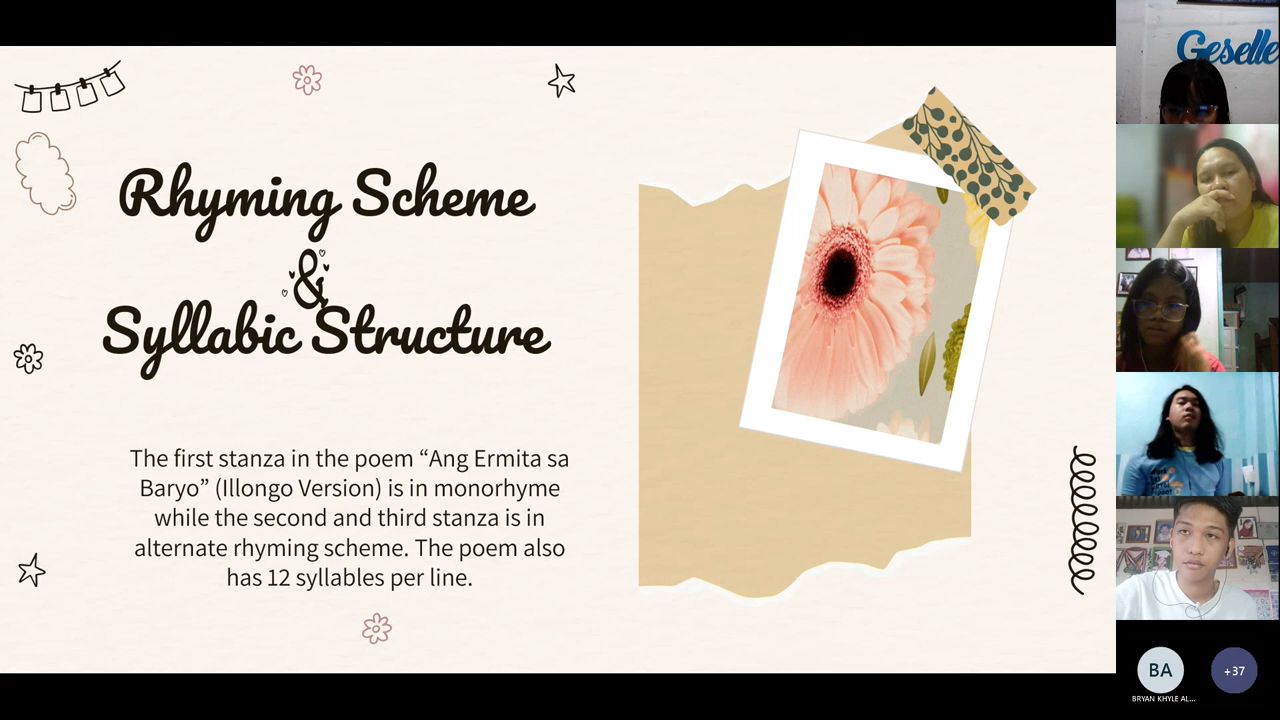 Rhyming Scheme
&
Syllabic Structure
The first stanza in the poem “Ang Ermita sa
Baryo” (Illongo Version) is in monorhyme
while the second and third stanza is in
alternate rhyming scheme. The poem also
has 12 syllables per line.
Geselle
BA
+37
BRYAN KHYLE AL...